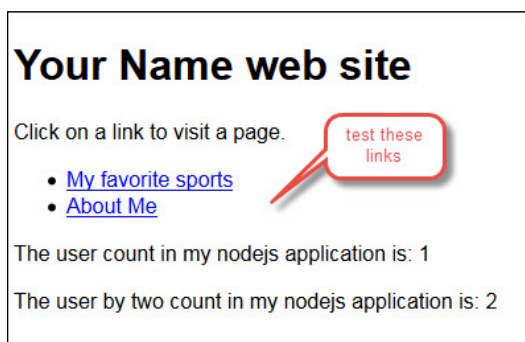 Your Name web site
Click on a link to visit a page.
test these
links
My favorite sports
About Me
The user count in my nodejs application is: 1
The user by two count in my nodejs application is: 2